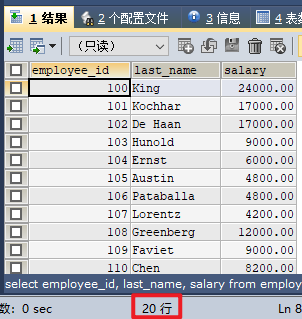 1 结果 2 个配置文件 3 信息 4 表
(只读)
employee_id last_name salary
100 King 24000.00
101 Kochhar 17000.00
102 De Haan 17000.00
103 Hunold 9000.00
104 Ernst 6000.00
105 Austin 4800.00
106 Pataballa 4800.00
107 Lorentz 4200.00
108 Greenberg 12000.00
109 Faviet 9000.00
110 Chen 8200.00
select employee_id, last_name, salary from employ
数: 0 sec 20 行 Ln 8